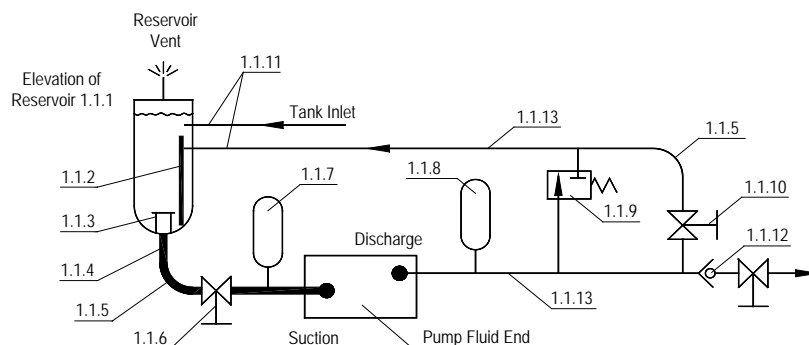 Reservoir
Vent
1.1.11
Elevation of
Reservoir 1.1.1
Tank Inlet
1.1.13
1.1.5
1.1.2
1.1.7
1.1.8
1.1.3
1.1.9
1.1.10
1.1.4
Discharge
1.1.12
1.1.5
1.1.13
1.1.6
Suction
Pump Fluid End